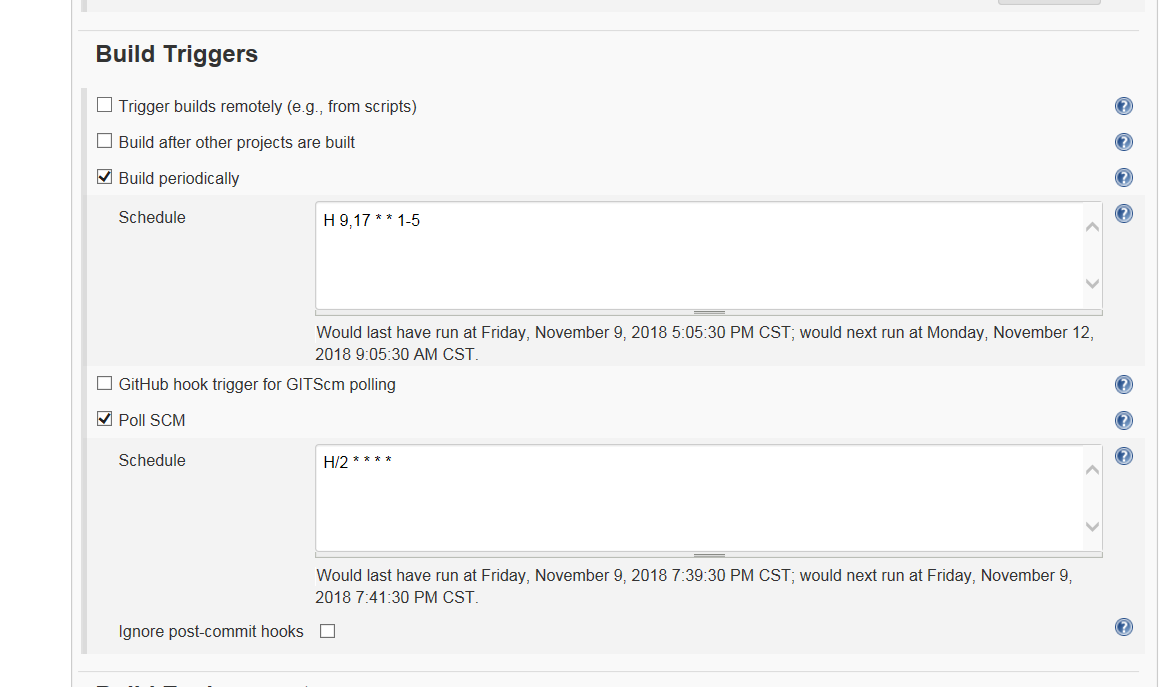 Build Triggers
Trigger builds remotely (e.g., from scripts)
Build after other projects are built
Build periodically
Schedule
H 9,17 * * 1-5
Would last have run at Friday, November 9, 2018 5:05:30 PM CST; would next run at Monday, November 12,
2018 9:05:30 AM CST.
GitHub hook trigger for GITScm polling
Poll SCM
Schedule
H/2 * * * *
Would last have run at Friday, November 9, 2018 7:39:30 PM CST; would next run at Friday, November 9,
2018 7:41:30 PM CST.
Ignore post-commit hooks